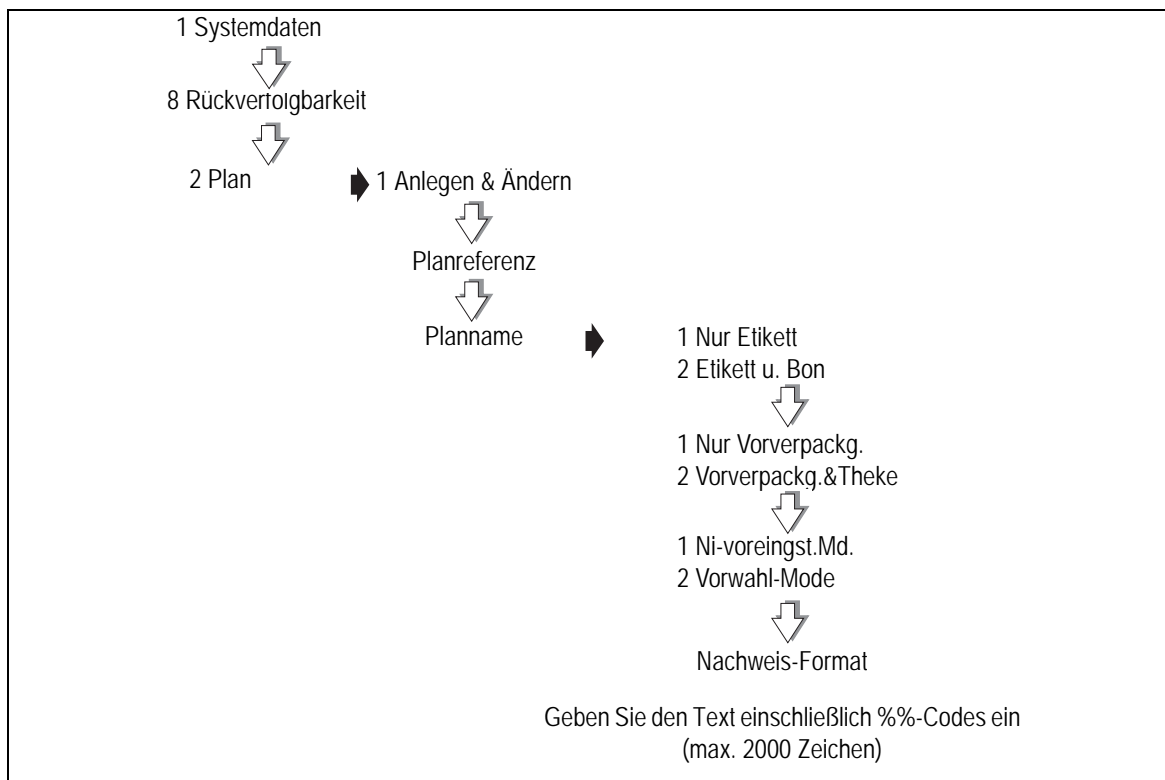 1 Systemdaten
8 Rückverfolgbarkeit
2 Plan
1 Anlegen & Ändern
Planreferenz
Planname
1 Nur Etikett
2 Etikett u. Bon
1 Nur Vorverpackg.
2 Vorverpackg.&Theke
1 Ni-voreingst.Md.
2 Vorwahl-Mode
Nachweis-Format
Geben Sie den Text einschließlich %%-Codes ein
(max. 2000 Zeichen)